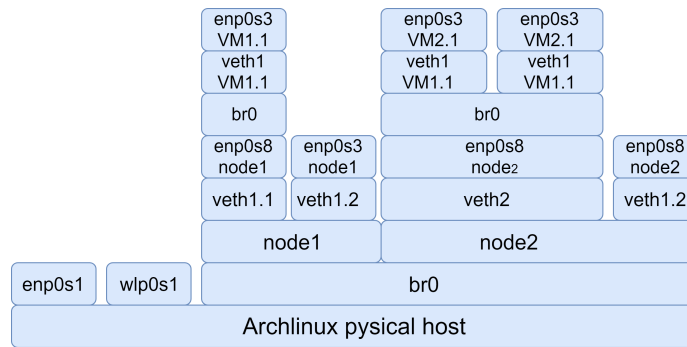 enp0s3
VM1.1
enp0s3
VM2.1
enp0s3
VM2.1
veth1
VM1.1
veth1
VM1.1
veth1
VM1.1
br0
br0
enp0s8
node1
enp0s3
node1
enp0s8
node2
enp0s8
node2
veth1.1
veth1.2
veth2
veth1.2
node1
node2
enp0s1
wlp0s1
br0
Archlinux pysical host